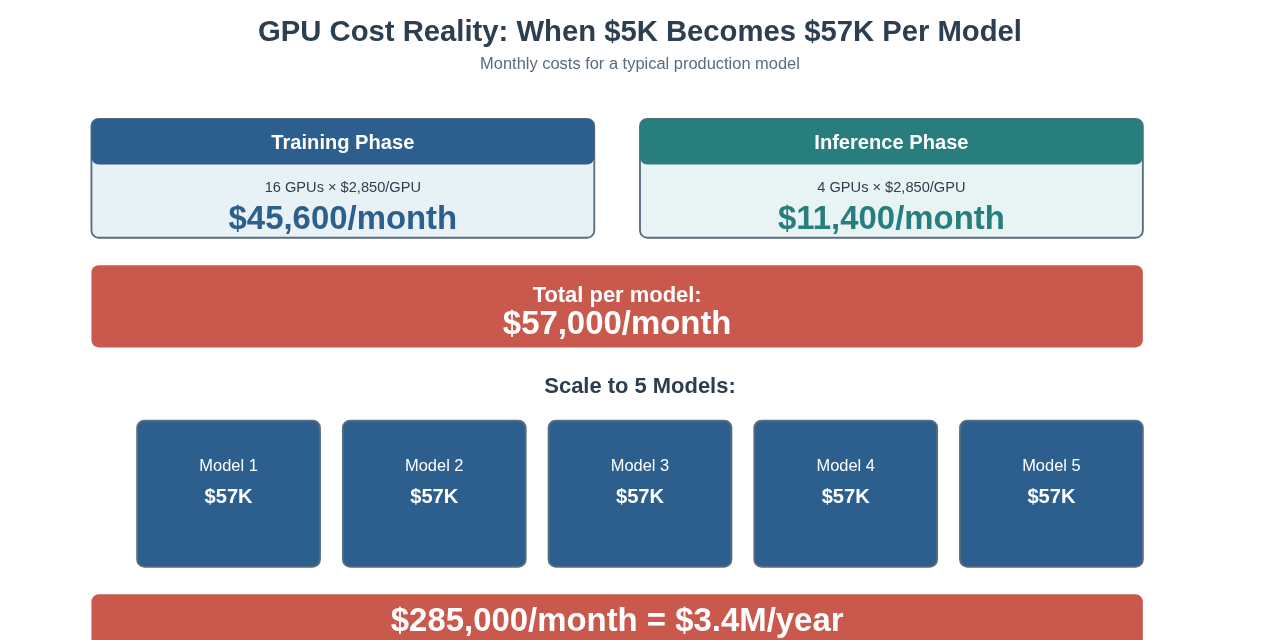 GPU Cost Reality: When $5K Becomes $57K Per Model
Monthly costs for a typical production model
Training Phase
16 GPUs × $2,850/GPU
$45,600/month
Inference Phase
4 GPUs × $2,850/GPU
$11,400/month
Total per model:
$57,000/month
Scale to 5 Models:
Model 1
$57K
Model 2
$57K
Model 3
$57K
Model 4
$57K
Model 5
$57K
$285,000/month = $3.4M/year